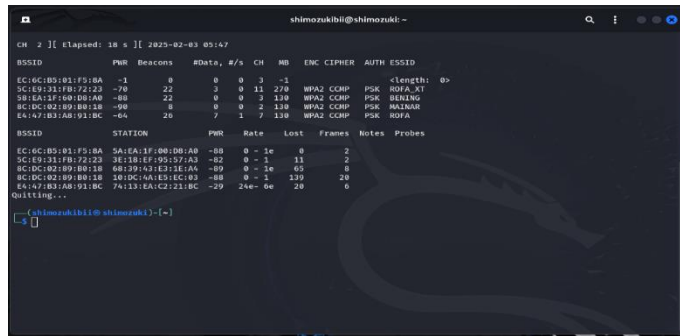 shimozukibii@shimozuki: ~
CH 2 ][ Elapsed: 18 s ][ 2025-02-03 05:47
BSSID PWR Beacons #Data, #/s CH MB ENC CIPHER AUTH ESSID
EC:6C:B5:01:F5:8A -1 0 0 0 3 -1 <length: 0>
5C:E9:31:FB:72:23 -70 22 3 0 11 270 WPA2 CCMP PSK ROFA_XT
58:EA:1F:60:D8:A0 -88 22 0 0 3 130 WPA2 CCMP PSK BENING
8C:DC:02:89:B0:18 -90 8 0 0 2 130 WPA2 CCMP PSK MAINAR
E4:47:B3:A8:91:BC -64 26 7 1 7 130 WPA2 CCMP PSK ROFA
BSSID STATION PWR Rate Lost Frames Notes Probes
EC:6C:B5:01:F5:8A 5A:EA:1F:00:D8:A0 -88 0 - 1e 0 2
5C:E9:31:FB:72:23 3E:18:EF:95:57:A3 -82 0 - 1 11 2
8C:DC:02:89:B0:18 68:39:43:E3:1E:A4 -89 0 - 1e 65 8
8C:DC:02:89:B0:18 10:DC:4A:E5:EC:03 -88 0 - 1 139 20
E4:47:B3:A8:91:BC 74:13:EA:C2:21:8C -29 24e- 6e 20 6
Quitting...
(shimozukibii㉿shimozuki)-[~]
$